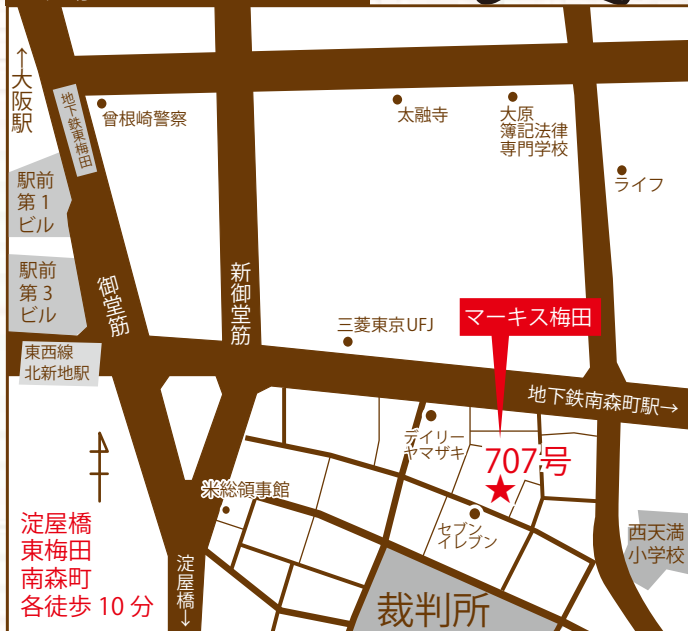 ←大阪駅
地下鉄東梅田
曽根崎警察
太融寺
大原
簿記法律
専門学校
ライフ
駅前
第1
ビル
駅前
第3
ビル
御堂筋
新御堂筋
三菱東京UFJ
マーキス梅田
東西線
北新地駅
地下鉄南森町駅→
デイリー
ヤマザキ
707号
米総領事館
セブン
イレブン
淀屋橋
東梅田
南森町
各徒歩10分
淀屋橋→
裁判所
西天満
小学校